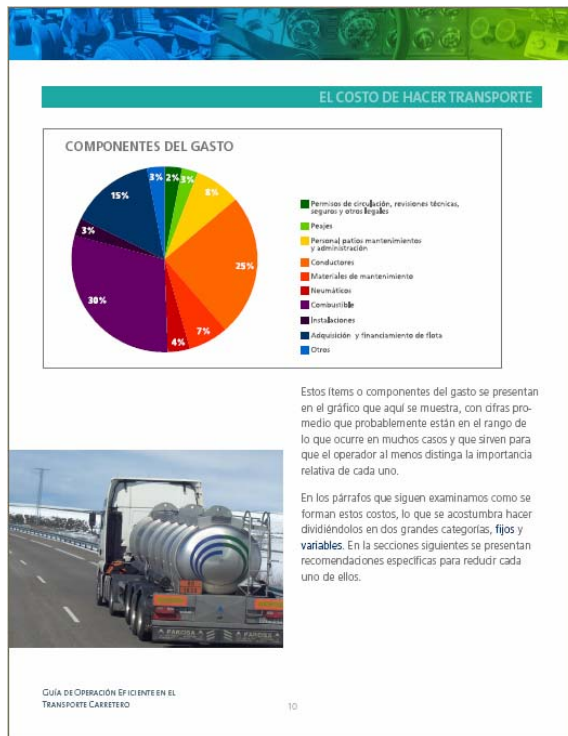 EL COSTO DE HACER TRANSPORTE
COMPONENTES DEL GASTO
3%
2%
3%
8%
15%
3%
25%
30%
7%
4%
Permisos de circulación, revisiones técnicas,
seguros y otros legales
Peajes
Personal patios mantenimientos
y administración
Conductores
Materiales de mantenimiento
Neumáticos
Combustible
Instalaciones
Adquisición y financiamiento de flota
Otros
Estos ítems o componentes del gasto se presentan
en el gráfico que aquí se muestra, con cifras pro-
medio que probablemente están en el rango de
lo que ocurre en muchos casos y que sirven para
que el operador al menos distinga la importancia
relativa de cada uno.
En los párrafos que siguen examinamos como se
forman estos costos, lo que se acostumbra hacer
dividiéndolos en dos grandes categorías, fijos y
variables. En la secciones siguientes se presentan
recomendaciones específicas para reducir cada
uno de ellos.
GUÍA DE OPERACIÓN EFICIENTE EN EL
TRANSPORTE CARRETERO
10